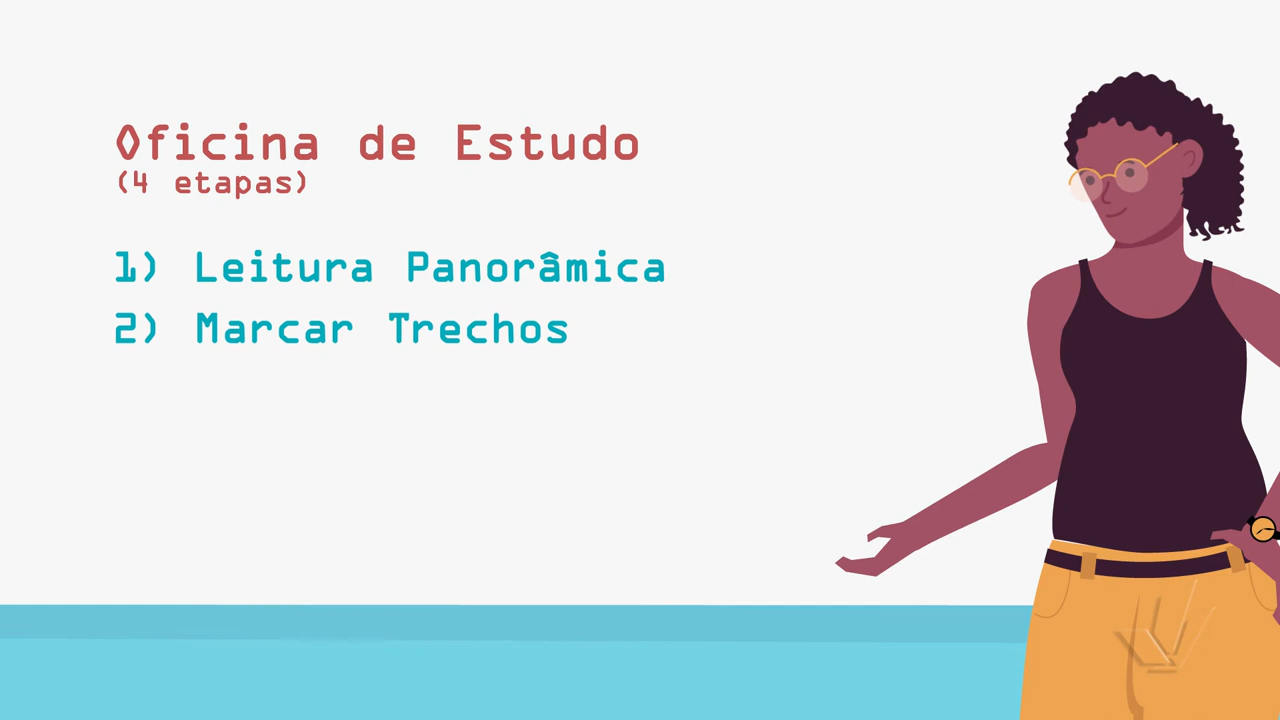 Oficina de Estudo
(4 etapas)
1) Leitura Panorâmica
2) Marcar Trechos